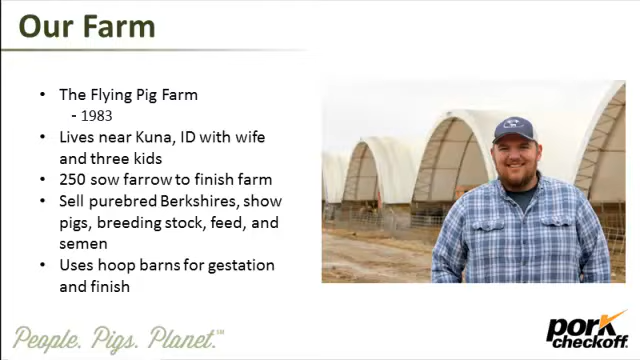 Our Farm
• The Flying Pig Farm
- 1983
• Lives near Kuna, ID with wife
and three kids
• 250 sow farrow to finish farm
• Sell purebred Berkshires, show
pigs, breeding stock, feed, and
semen
• Uses hoop barns for gestation
and finish
People. Pigs. Planet.™
pork
checkoff.